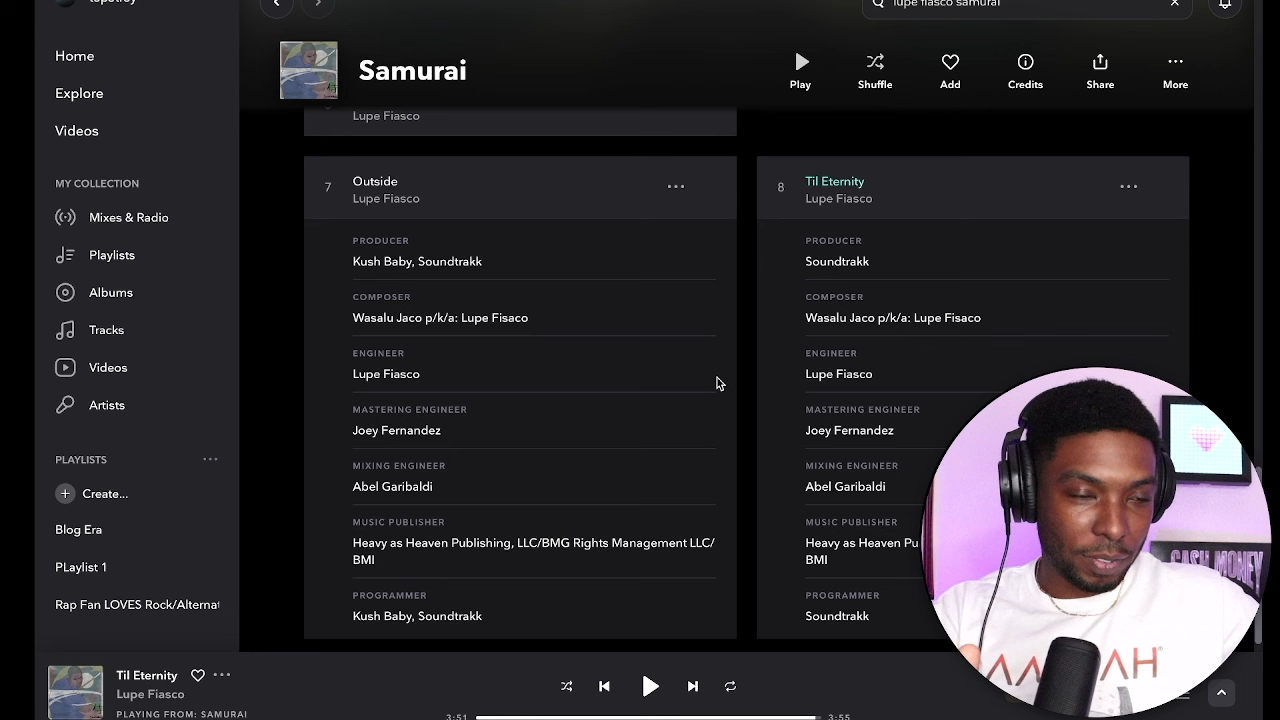 lupe fiasco samurai
Home
Explore
Videos
MY COLLECTION
Mixes & Radio
Playlists
Albums
Tracks
Videos
Artists
PLAYLISTS
Create...
Blog Era
Playlist 1
Rap Fan LOVES Rock/Alternat
Samurai
Play
Shuffle
Add
Credits
Share
More
Lupe Fiasco
7
Outside
Lupe Fiasco
PRODUCER
Kush Baby, Soundtrakk
COMPOSER
Wasalu Jaco p/k/a: Lupe Fisaco
ENGINEER
Lupe Fiasco
MASTERING ENGINEER
Joey Fernandez
MIXING ENGINEER
Abel Garibaldi
MUSIC PUBLISHER
Heavy as Heaven Publishing, LLC/BMG Rights Management LLC/
BMI
PROGRAMMER
Kush Baby, Soundtrakk
8
Til Eternity
Lupe Fiasco
PRODUCER
Soundtrakk
COMPOSER
Wasalu Jaco p/k/a: Lupe Fisaco
ENGINEER
Lupe Fiasco
MASTERING ENGINEER
Joey Fernandez
MIXING ENGINEER
Abel Garibaldi
MUSIC PUBLISHER
Heavy as Heaven Pu
BMI
PROGRAMMER
Soundtrakk
CASH MONEY
Til Eternity
Lupe Fiasco
PLAYING FROM: SAMURAI
3:51
3:55